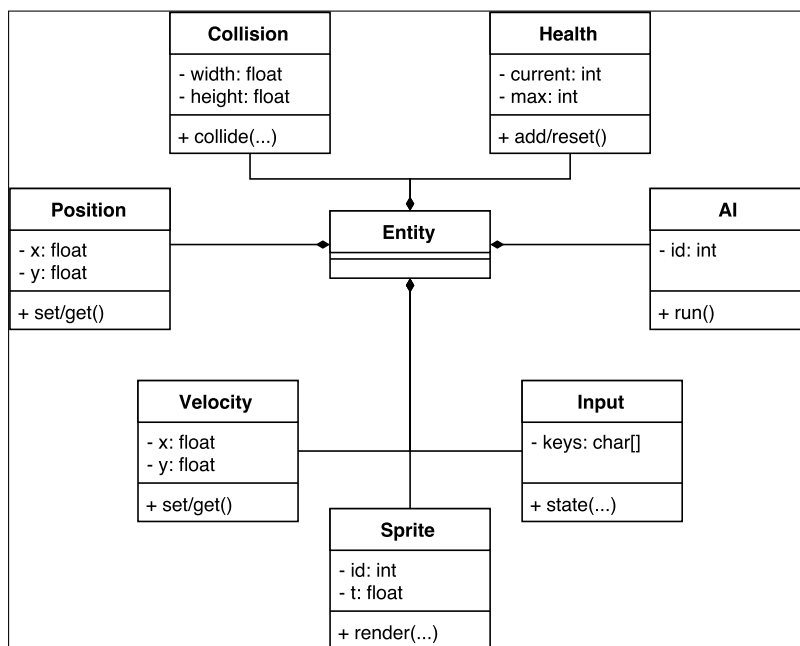 Collision
- width: float
- height: float
+ collide(...)
Health
- current: int
- max: int
+ add/reset()
Position
- x: float
- y: float
+ set/get()
Entity
AI
- id: int
+ run()
Velocity
- x: float
- y: float
+ set/get()
Input
- keys: char[]
+ state(...)
Sprite
- id: int
- t: float
+ render(...)